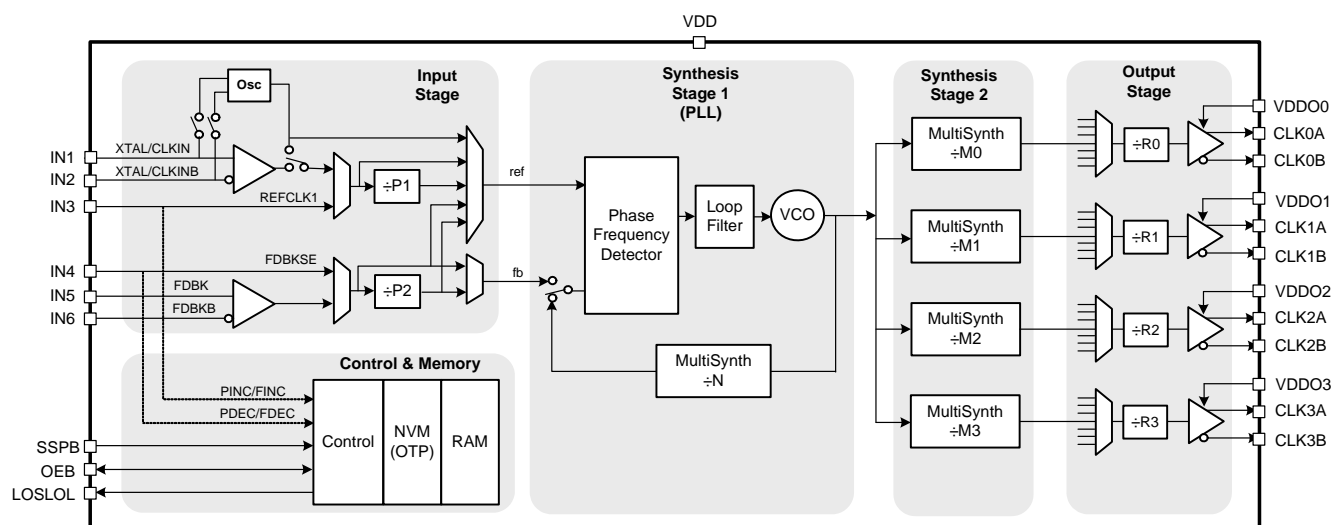 VDD
Input
Stage
Osc
XTAL/CLKIN
XTAL/CLKINB
REFCLK1
÷P1
FDBKSE
FDBK
FDBKB
÷P2
IN1
IN2
IN3
IN4
IN5
IN6
ref
fb
Synthesis
Stage 1
(PLL)
Phase
Frequency
Detector
Loop
Filter
VCO
MultiSynth
÷N
Synthesis
Stage 2
MultiSynth
÷M0
MultiSynth
÷M1
MultiSynth
÷M2
MultiSynth
÷M3
Output
Stage
÷R0
÷R1
÷R2
÷R3
VDDO0
CLK0A
CLK0B
VDDO1
CLK1A
CLK1B
VDDO2
CLK2A
CLK2B
VDDO3
CLK3A
CLK3B
Control & Memory
PINC/FINC
PDEC/FDEC
Control
NVM
(OTP)
RAM
SSPB
OEB
LOSLOL